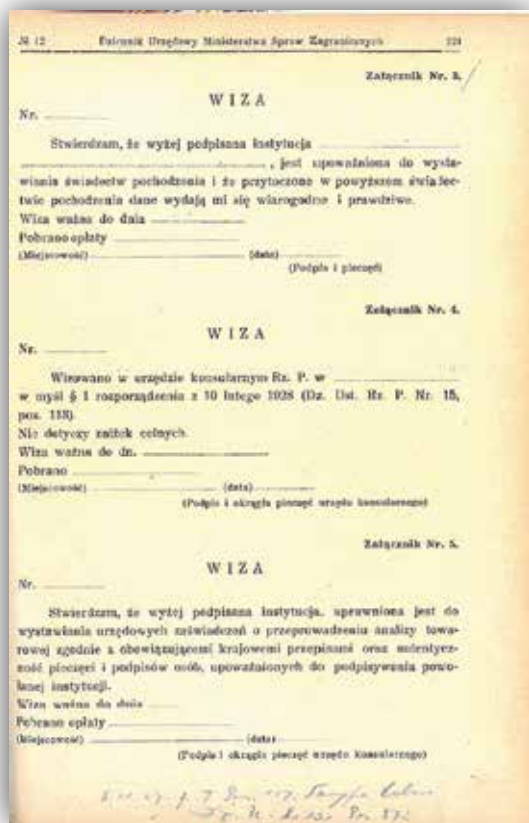 № 12 Dziennik Urzędowy Ministerstwa Spraw Zagranicznych
Załącznik Nr. 3.
WIZA
Nr.
Stwierdzam, że wyżej podpisana instytucja
, jest upoważniona do wysta-
wiania świadectw pochodzenia i że przytoczone w powyższem świadec-
twie pochodzenia dane wydają mi się wiarogodne i prawdziwe.
Wiza ważna do dnia
Pobrano opłaty
(Miejscowość) (data)
(Podpis i pieczęć)
Załącznik Nr. 4.
WIZA
Nr.
Wizowano w urzędzie konsularnym Rz. P. w
w myśl § 1 rozporządzenia z 10 lutego 1928 (Dz. Ust. Rz. P. Nr. 15,
poz. 113).
Nie dotyczy zniżek celnych.
Wiza ważna do dn.
Pobrano
(Miejscowość) (data)
(Podpis i okrągła pieczęć urzędu konsularnego)
Załącznik Nr. 5.
WIZA
Nr.
Stwierdzam, że wyżej podpisana instytucja, uprawniona jest do
wystawiania urzędowych zaświadczeń o przeprowadzeniu analizy towa-
rowej zgodnie z obowiązującemi krajowemi przepisami oraz autentycz-
ność pieczęci i podpisów osób, upoważnionych do podpisywania powo-
łanej instytucji.
Wiza ważna do dnia
Pobrano opłaty
(Miejscowość) (data)
(Podpis i okrągła pieczęć urzędu konsularnego)